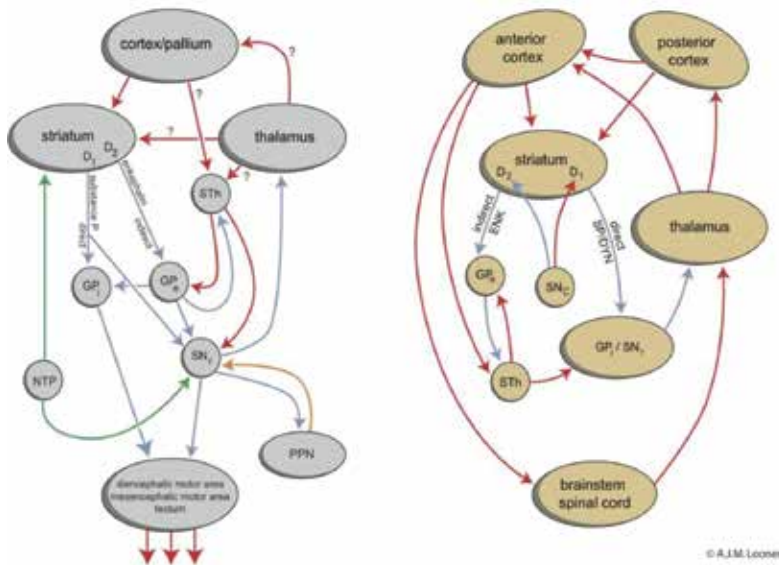 cortex/pallium
?
?
striatum
D1
D2
?
thalamus
?
substance P
direct
enkephalin
indirect
STh
GPi
GPe
SNr
NTP
PPN
diencephalic motor area
mesencephalic motor area
tectum
anterior
cortex
posterior
cortex
striatum
D2
D1
indirect
ENK
direct
SP/DYN
thalamus
GPe
SNC
GPi / SNr
STh
brainstem
spinal cord